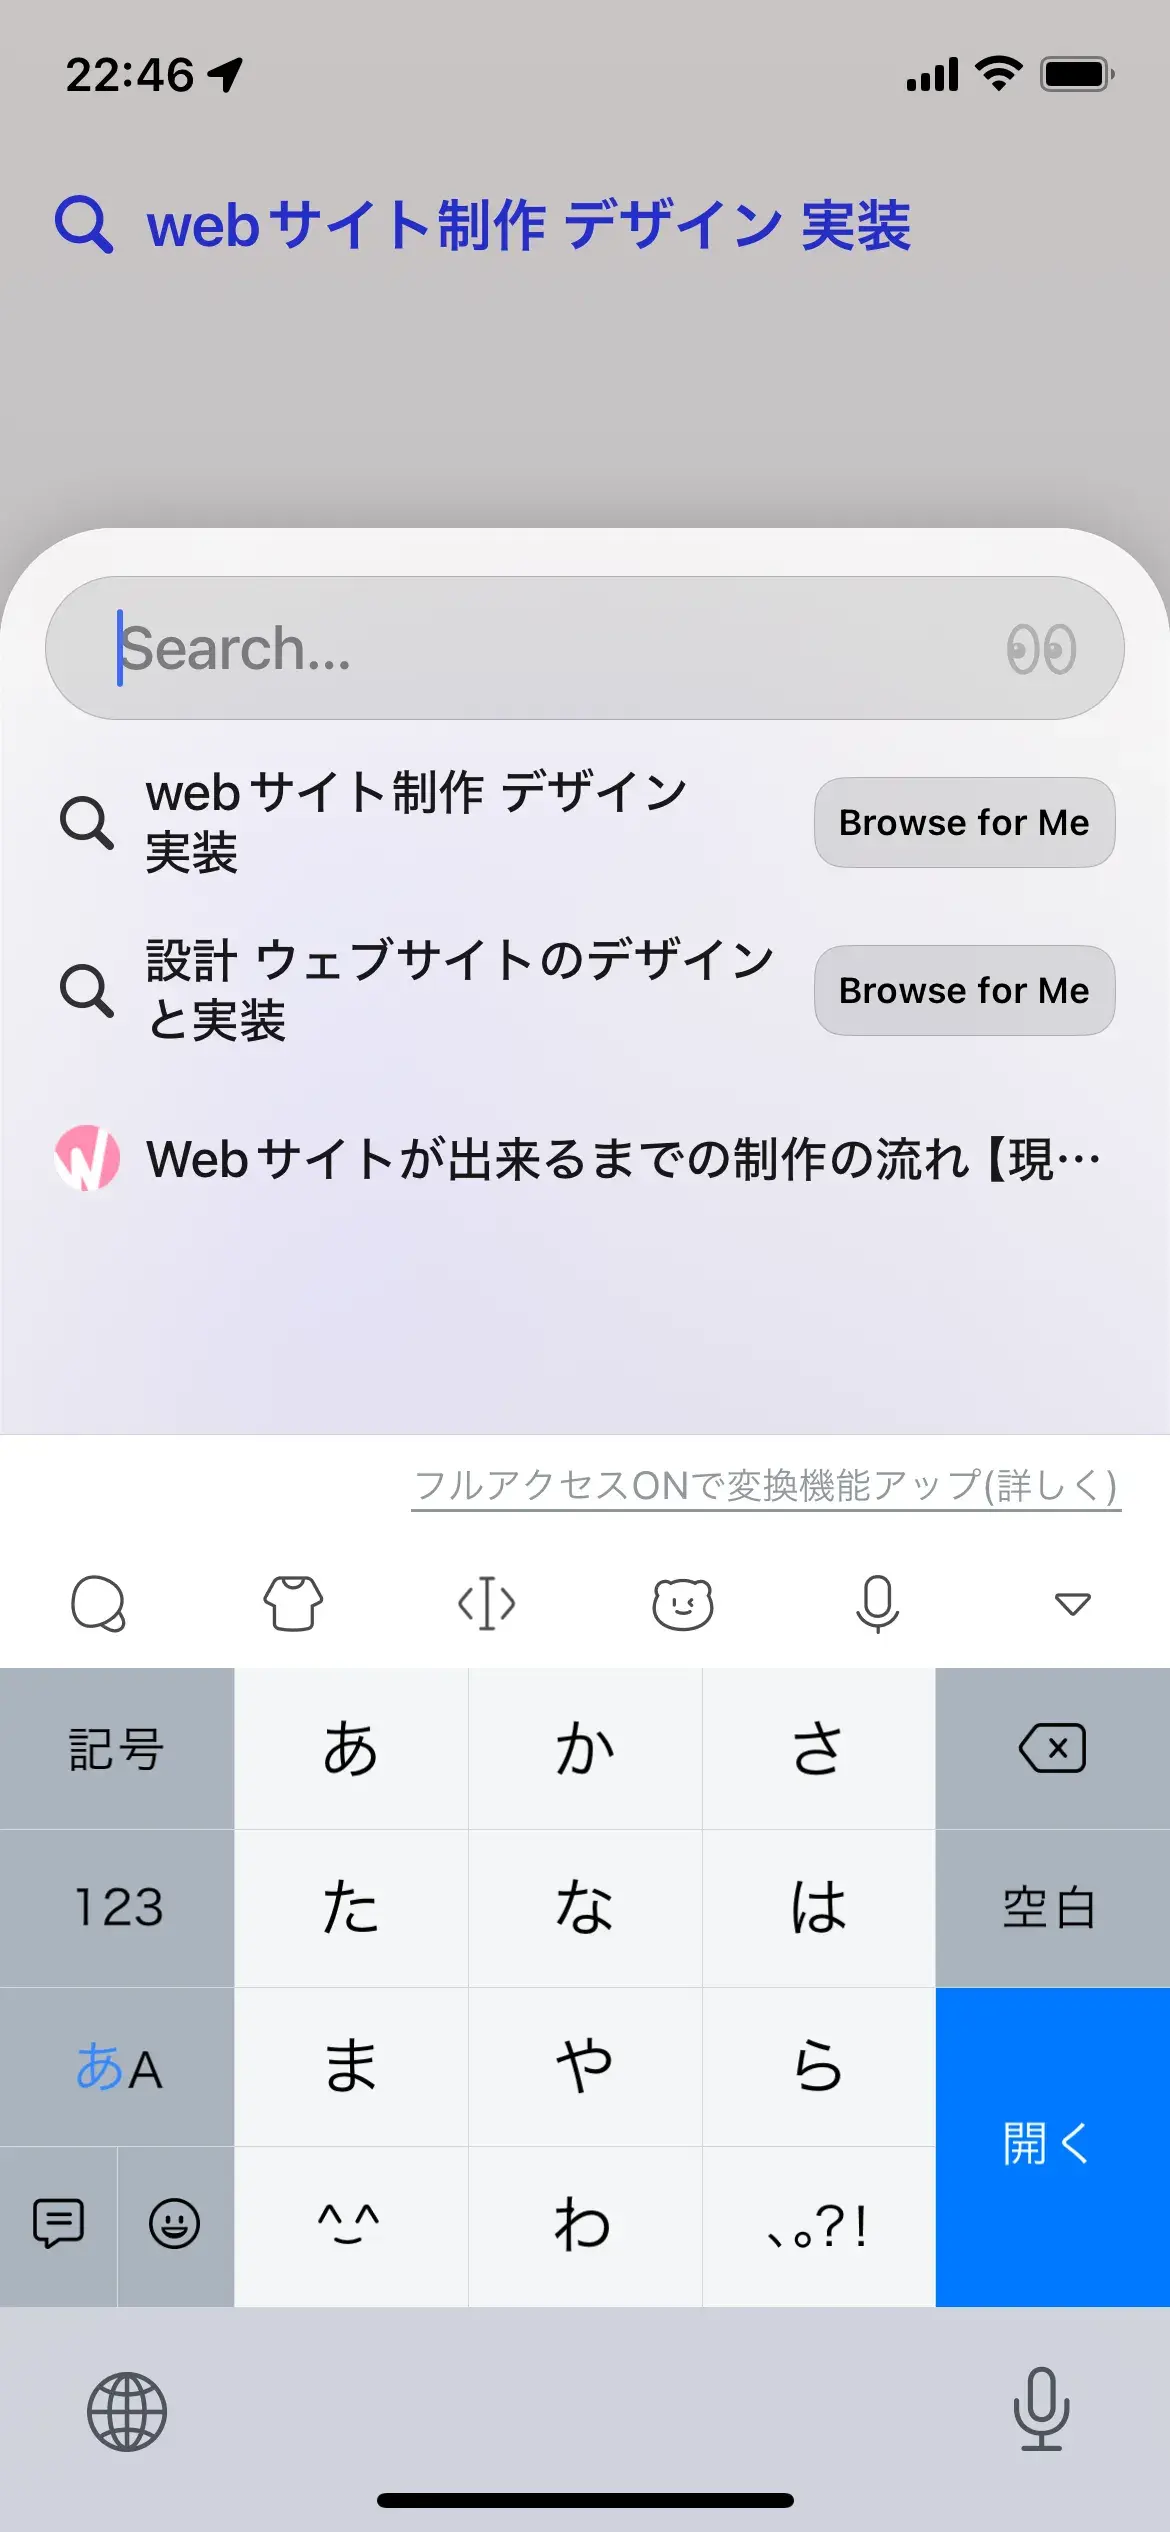 22:46
webサイト制作 デザイン 実装
Search...
webサイト制作 デザイン
実装
Browse for Me
設計 ウェブサイトのデザイン
と実装
Browse for Me
W Webサイトが出来るまでの制作の流れ【現…
フルアクセスONで変換機能アップ(詳しく)
記号 あ か さ
123 た な は 空白
あA ま や ら
開く
^_^ わ 、。?!